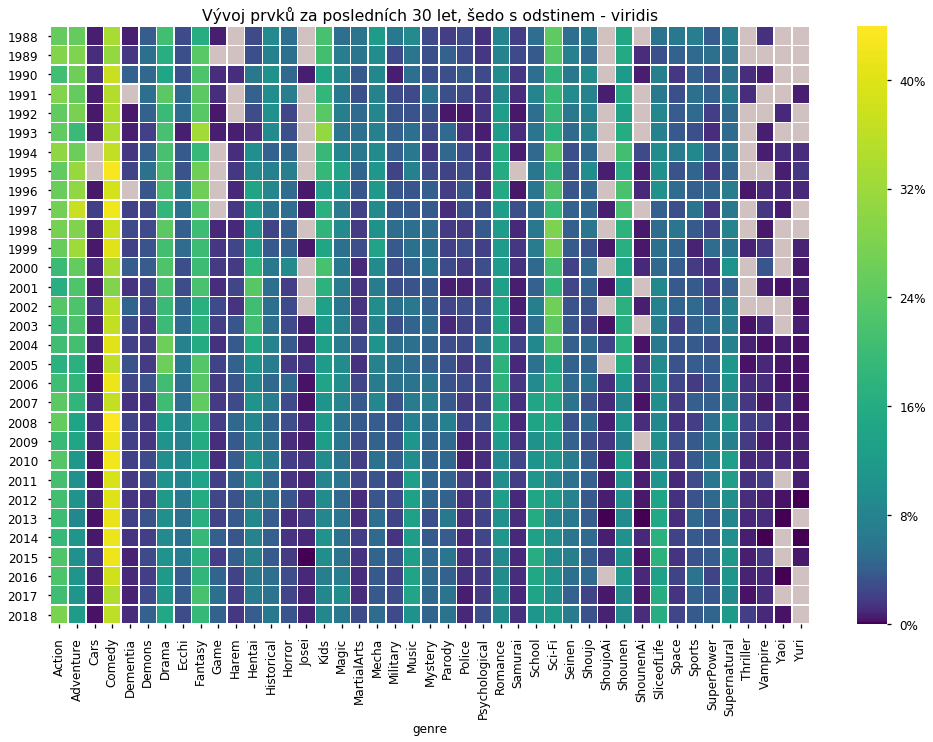 Vývoj prvků za posledních 30 let, šedo s odstinem - viridis
1988
1989
1990
1991
1992
1993
1994
1995
1996
1997
1998
1999
2000
2001
2002
2003
2004
2005
2006
2007
2008
2009
2010
2011
2012
2013
2014
2015
2016
2017
2018
40%
32%
24%
16%
8%
0%
Action
Adventure
Cars
Comedy
Dementia
Demons
Drama
Ecchi
Fantasy
Game
Harem
Hentai
Historical
Horror
Josei
Kids
Magic
MartialArts
Mecha
Military
Music
Mystery
Parody
Police
Psychological
Romance
Samurai
School
Sci-Fi
Seinen
Shoujo
ShoujoAi
Shounen
ShounenAi
SliceofLife
Space
Sports
SuperPower
Supernatural
Thriller
Vampire
Yaoi
Yuri
genre